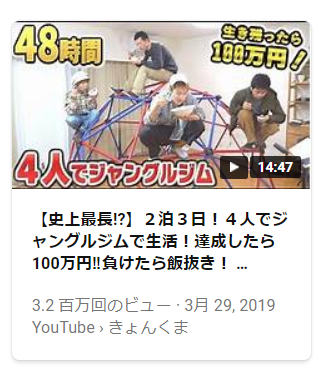 48時間
生き残ったら
100万円！
4人でジャングルジム
14:47
【史上最長!?】２泊３日！４人でジ
ャングルジムで生活！達成したら
100万円‼負けたら飯抜き！ …
3.2 百万回のビュー · 3月 29, 2019
YouTube › きょんくま